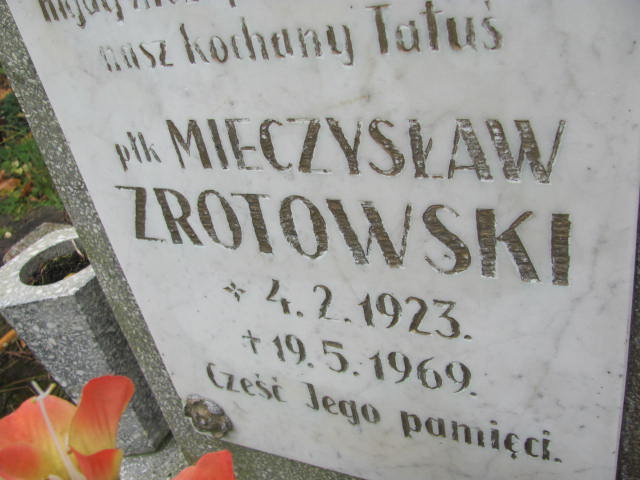 nasz kochany Tatuś
płk MIECZYSŁAW
ZROTOWSKI
* 4.2.1923.
+ 19.5.1969.
Cześć Jego pamięci.